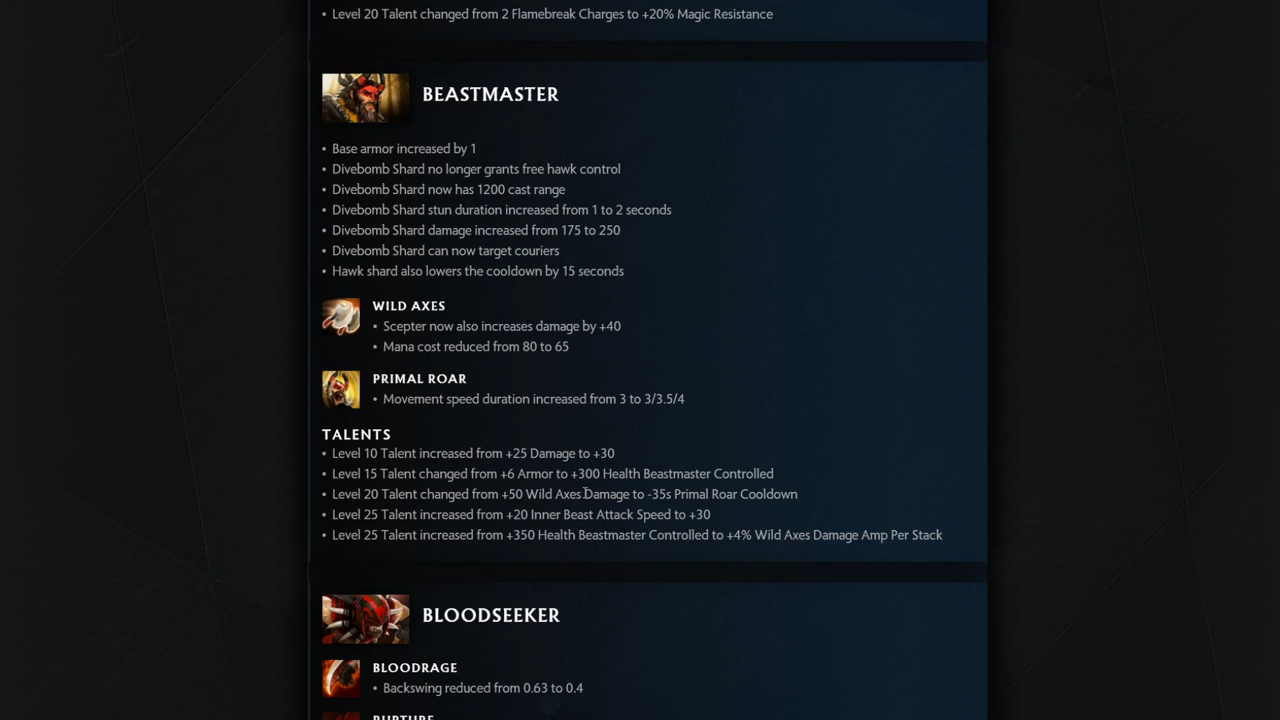 • Level 20 Talent changed from 2 Flamebreak Charges to +20% Magic Resistance
BEASTMASTER
• Base armor increased by 1
• Divebomb Shard no longer grants free hawk control
• Divebomb Shard now has 1200 cast range
• Divebomb Shard stun duration increased from 1 to 2 seconds
• Divebomb Shard damage increased from 175 to 250
• Divebomb Shard can now target couriers
• Hawk shard also lowers the cooldown by 15 seconds
WILD AXES
• Scepter now also increases damage by +40
• Mana cost reduced from 80 to 65
PRIMAL ROAR
• Movement speed duration increased from 3 to 3/3.5/4
TALENTS
• Level 10 Talent increased from +25 Damage to +30
• Level 15 Talent changed from +6 Armor to +300 Health Beastmaster Controlled
• Level 20 Talent changed from +50 Wild Axes Damage to -35s Primal Roar Cooldown
• Level 25 Talent increased from +20 Inner Beast Attack Speed to +30
• Level 25 Talent increased from +350 Health Beastmaster Controlled to +4% Wild Axes Damage Amp Per Stack
BLOODSEEKER
BLOODRAGE
• Backswing reduced from 0.63 to 0.4
RUPTURE